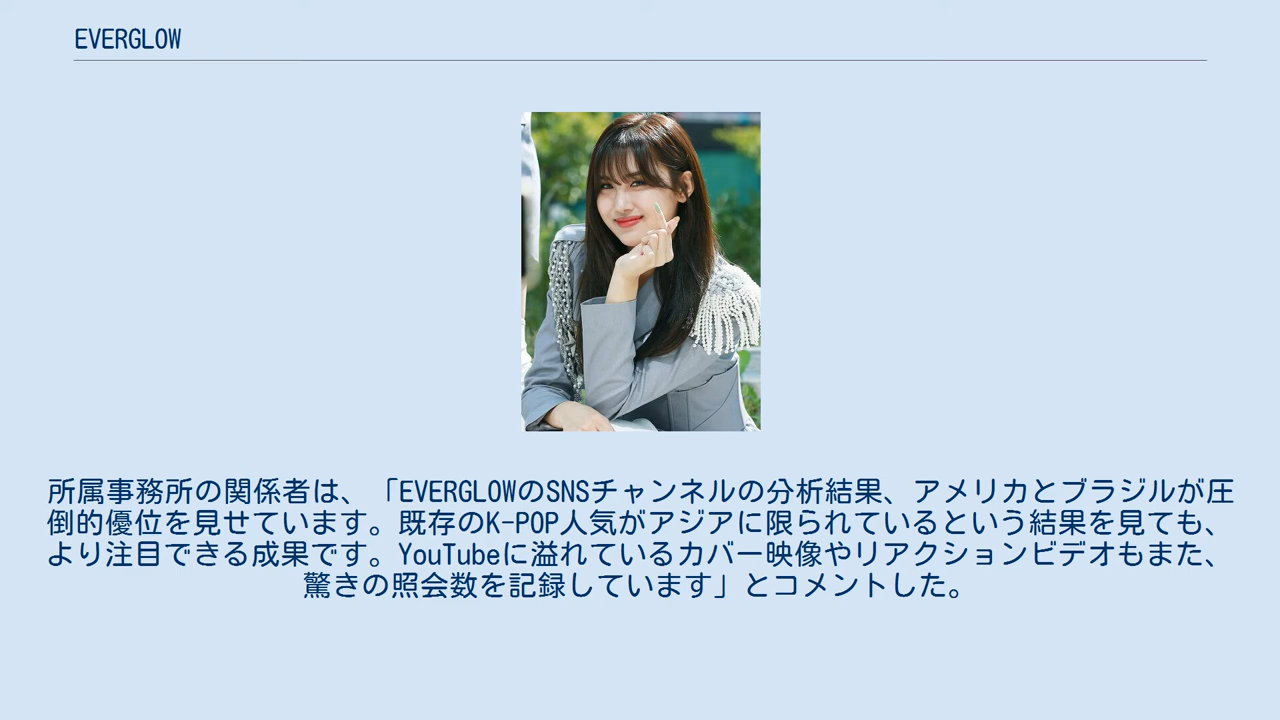 EVERGLOW
所属事務所の関係者は、「EVERGLOWのSNSチャンネルの分析結果、アメリカとブラジルが圧
倒的優位を見せています。既存のK-POP人気がアジアに限られているという結果を見ても、
より注目できる成果です。YouTubeに溢れているカバー映像やリアクションビデオもまた、
驚きの照会数を記録しています」とコメントした。